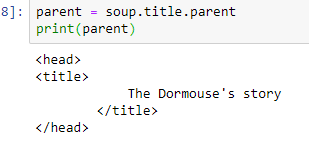 8]: parent = soup.title.parent
print(parent)
<head>
<title>
The Dormouse's story
</title>
</head>